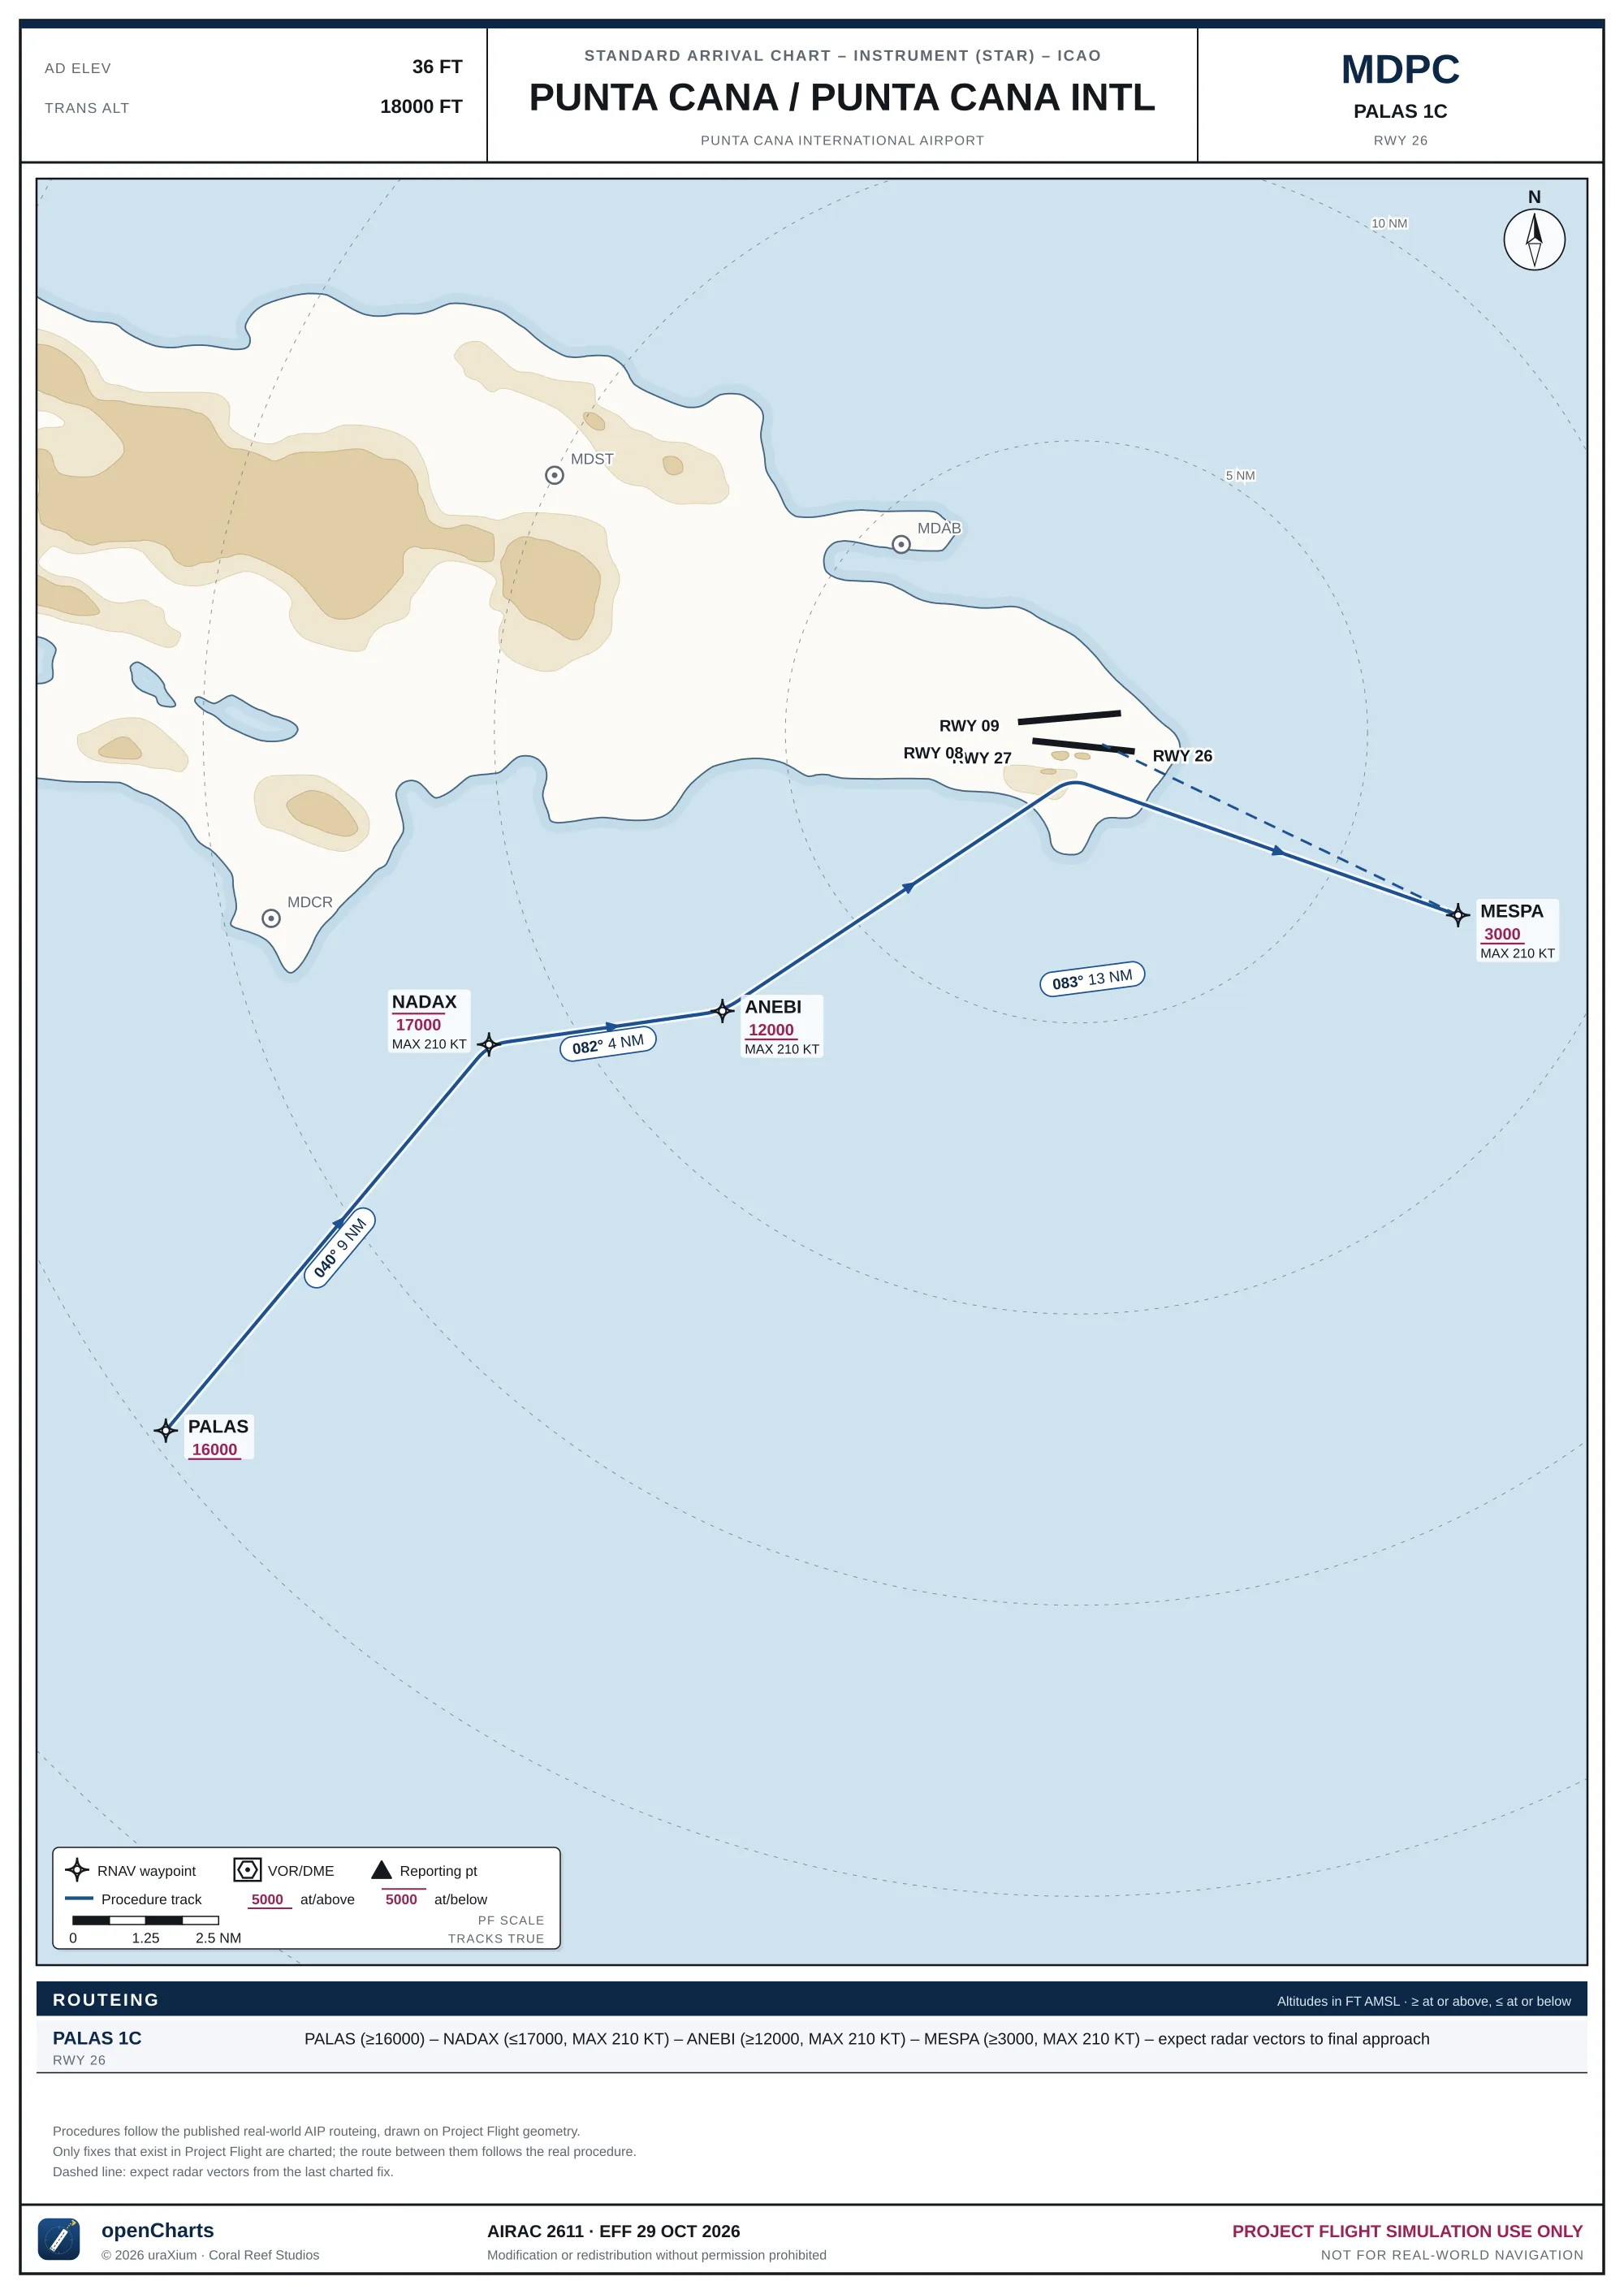 AD ELEV 36 FT
TRANS ALT 18000 FT
STANDARD ARRIVAL CHART – INSTRUMENT (STAR) – ICAO
PUNTA CANA / PUNTA CANA INTL
PUNTA CANA INTERNATIONAL AIRPORT
MDPC
PALAS 1C
RWY 26
N
10 NM
5 NM
MDST
MDAB
RWY 09
RWY 08
RWY 27
RWY 26
MDCR
MESPA
3000
MAX 210 KT
083° 13 NM
NADAX
17000
MAX 210 KT
ANEBI
12000
MAX 210 KT
082° 4 NM
040° 9 NM
PALAS
16000
RNAV waypoint
VOR/DME
Reporting pt
Procedure track
5000 at/above
5000 at/below
PF SCALE
0 1.25 2.5 NM
TRACKS TRUE
ROUTEING
Altitudes in FT AMSL · ≥ at or above, ≤ at or below
PALAS 1C
PALAS (≥16000) – NADAX (≤17000, MAX 210 KT) – ANEBI (≥12000, MAX 210 KT) – MESPA (≥3000, MAX 210 KT) – expect radar vectors to final approach
RWY 26
Procedures follow the published real-world AIP routeing, drawn on Project Flight geometry.
Only fixes that exist in Project Flight are charted; the route between them follows the real procedure.
Dashed line: expect radar vectors from the last charted fix.
openCharts
© 2026 uraXium · Coral Reef Studios
AIRAC 2611 · EFF 29 OCT 2026
Modification or redistribution without permission prohibited
PROJECT FLIGHT SIMULATION USE ONLY
NOT FOR REAL-WORLD NAVIGATION